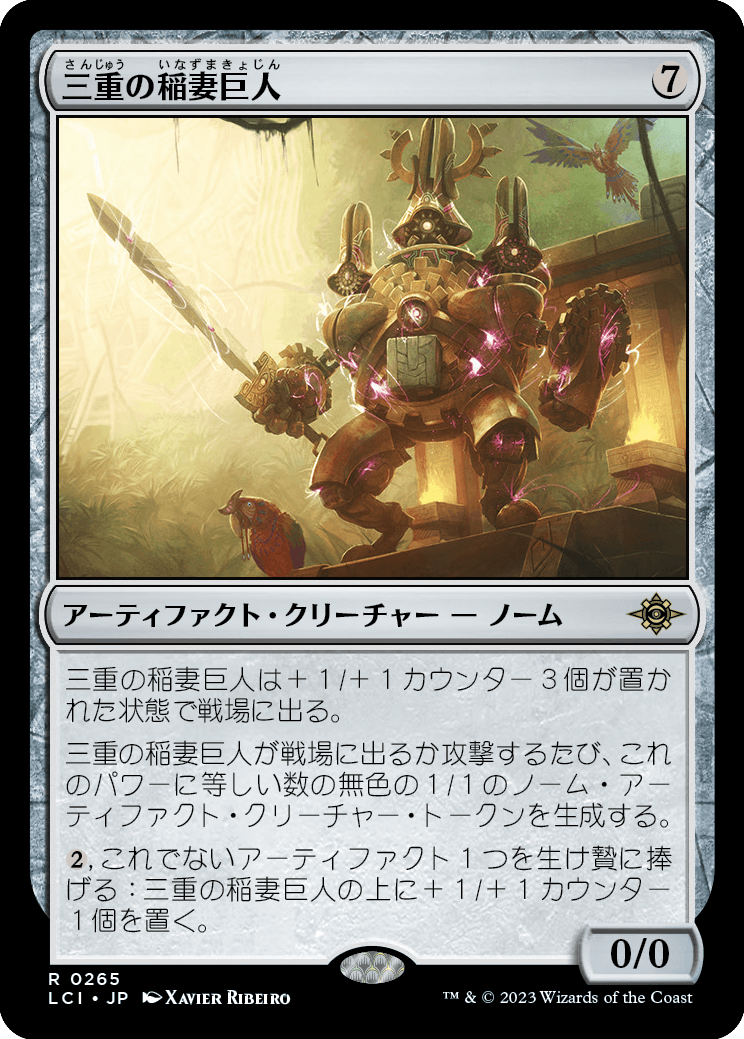 さんじゅう いなずまきょじん
三重の稲妻巨人
7
アーティファクト・クリーチャー — ノーム
三重の稲妻巨人は＋１/＋１カウンター３個が置か
れた状態で戦場に出る。
三重の稲妻巨人が戦場に出るか攻撃するたび、これ
のパワーに等しい数の無色の１/１のノーム・アー
ティファクト・クリーチャー・トークンを生成する。
2,これでないアーティファクト１つを生け贄に捧
げる：三重の稲妻巨人の上に＋１/＋１カウンター
１個を置く。
0/0
R 0265
LCI • JP XAVIER RIBEIRO
™ & © 2023 Wizards of the Coast